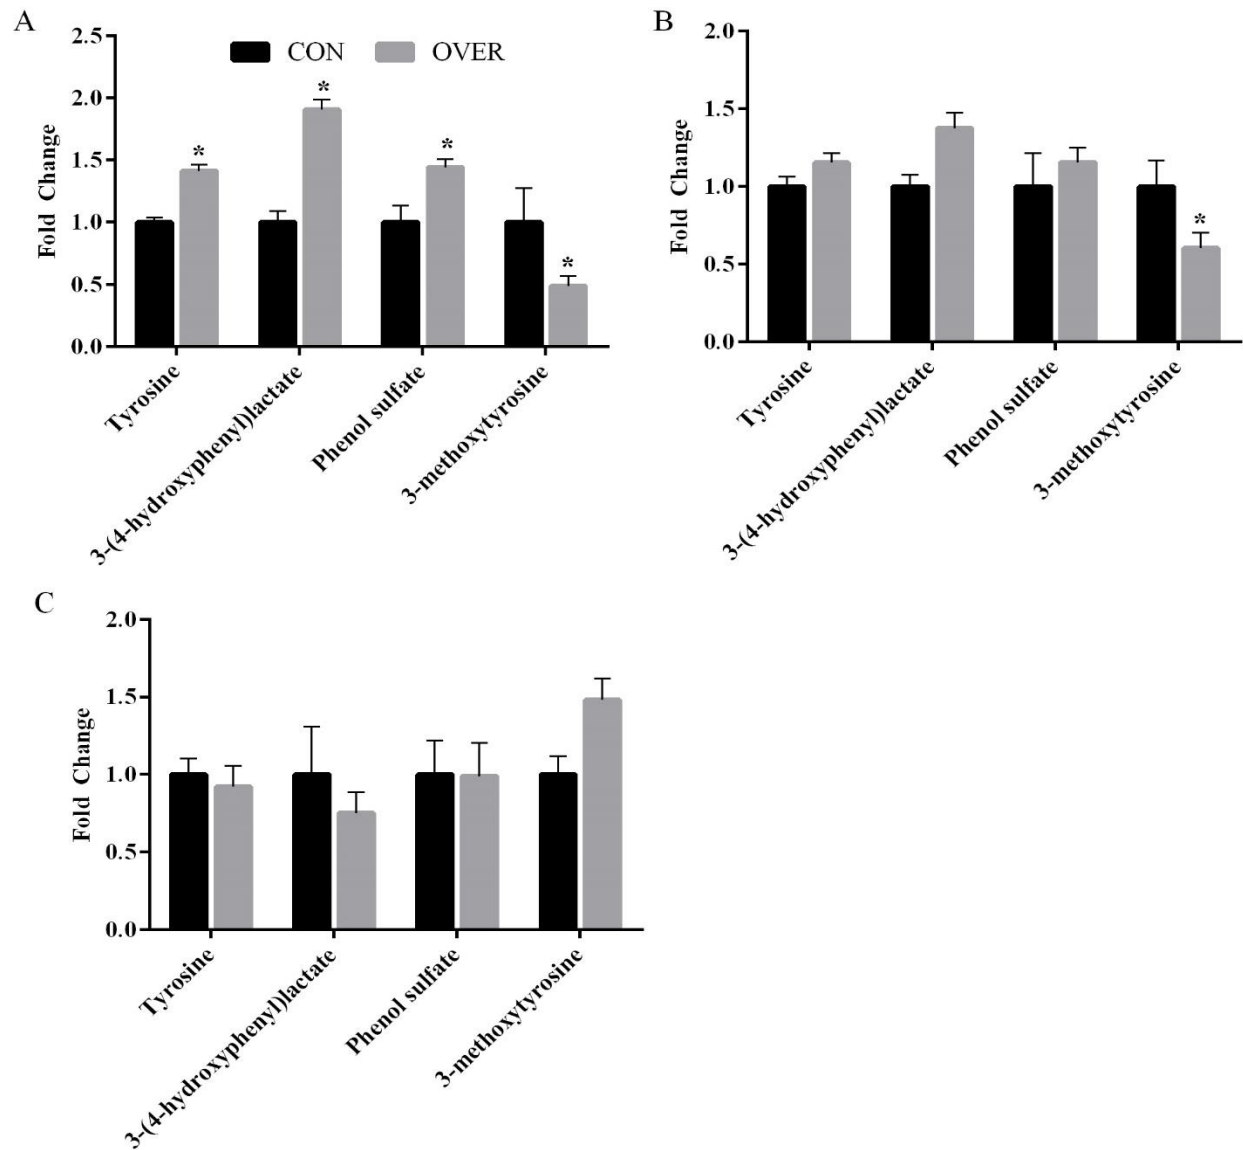 A
2.5
2.0
1.5
1.0
0.5
0.0
Fold Change
CON
OVER
*
*
*
*
Tyrosine
3-(4-hydroxyphenyl)lactate
Phenol sulfate
3-methoxytyrosine
B
2.0
1.5
1.0
0.5
0.0
Fold Change
*
Tyrosine
3-(4-hydroxyphenyl)lactate
Phenol sulfate
3-methoxytyrosine
C
2.0
1.5
1.0
0.5
0.0
Fold Change
Tyrosine
3-(4-hydroxyphenyl)lactate
Phenol sulfate
3-methoxytyrosine